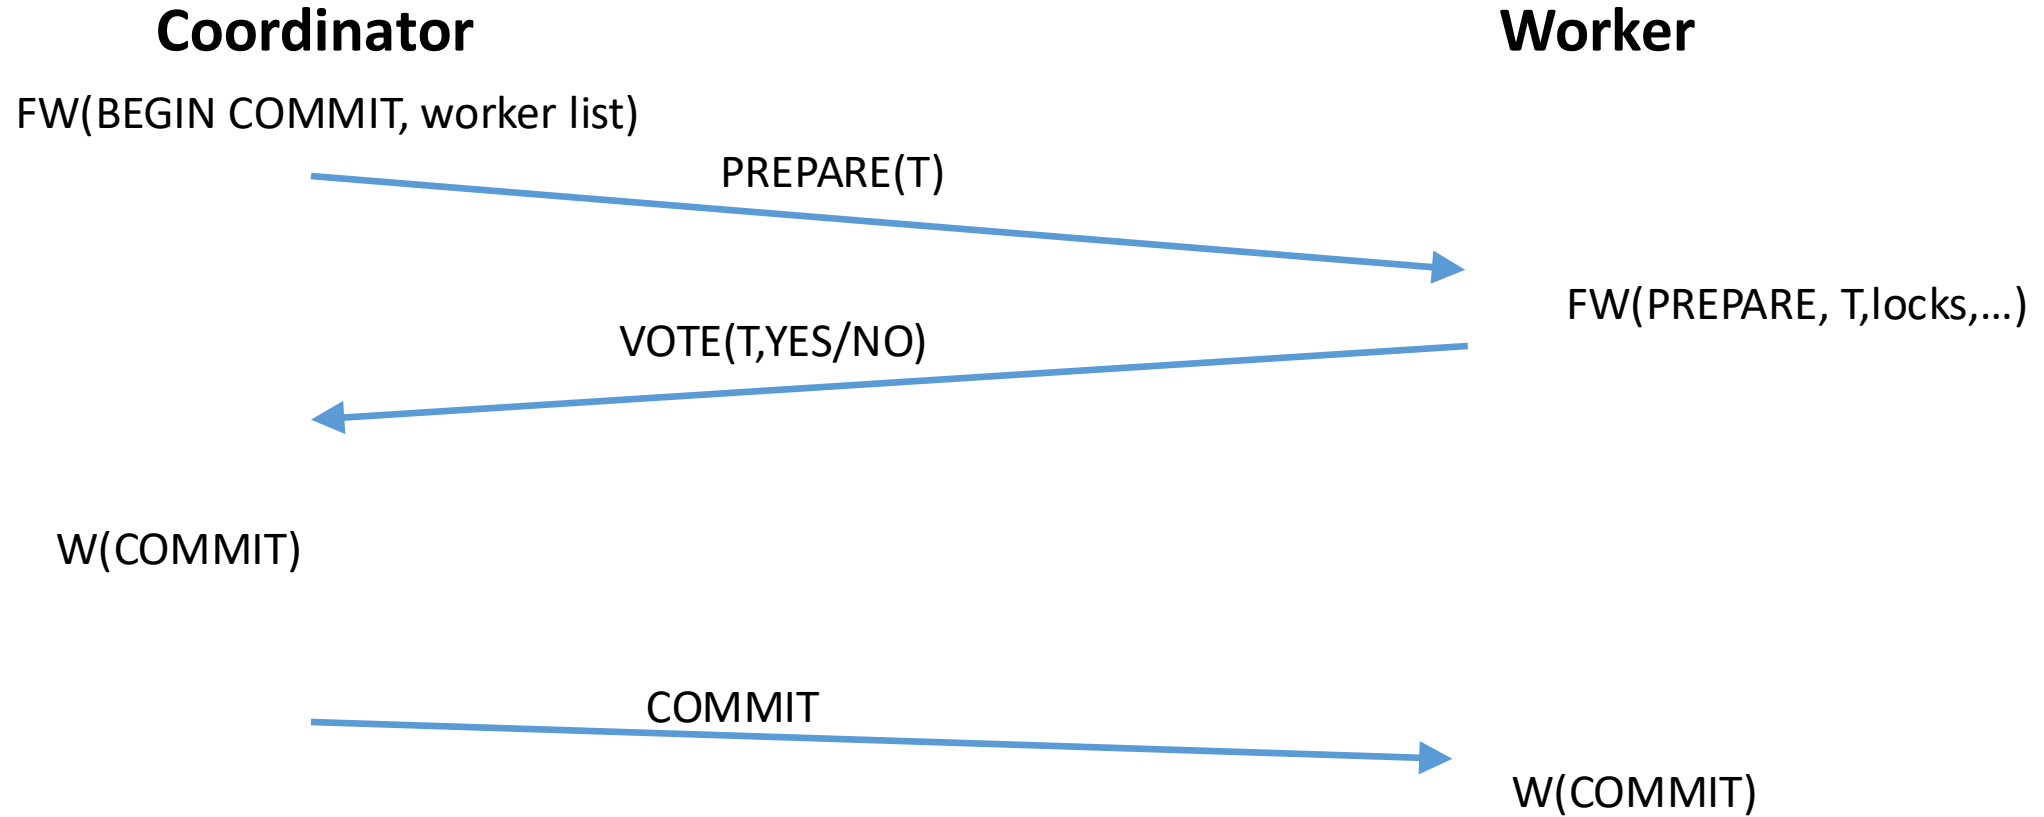 Coordinator
Worker
FW(BEGIN COMMIT, worker list)
PREPARE(T)
FW(PREPARE, T,locks,...)
VOTE(T,YES/NO)
W(COMMIT)
COMMIT
W(COMMIT)